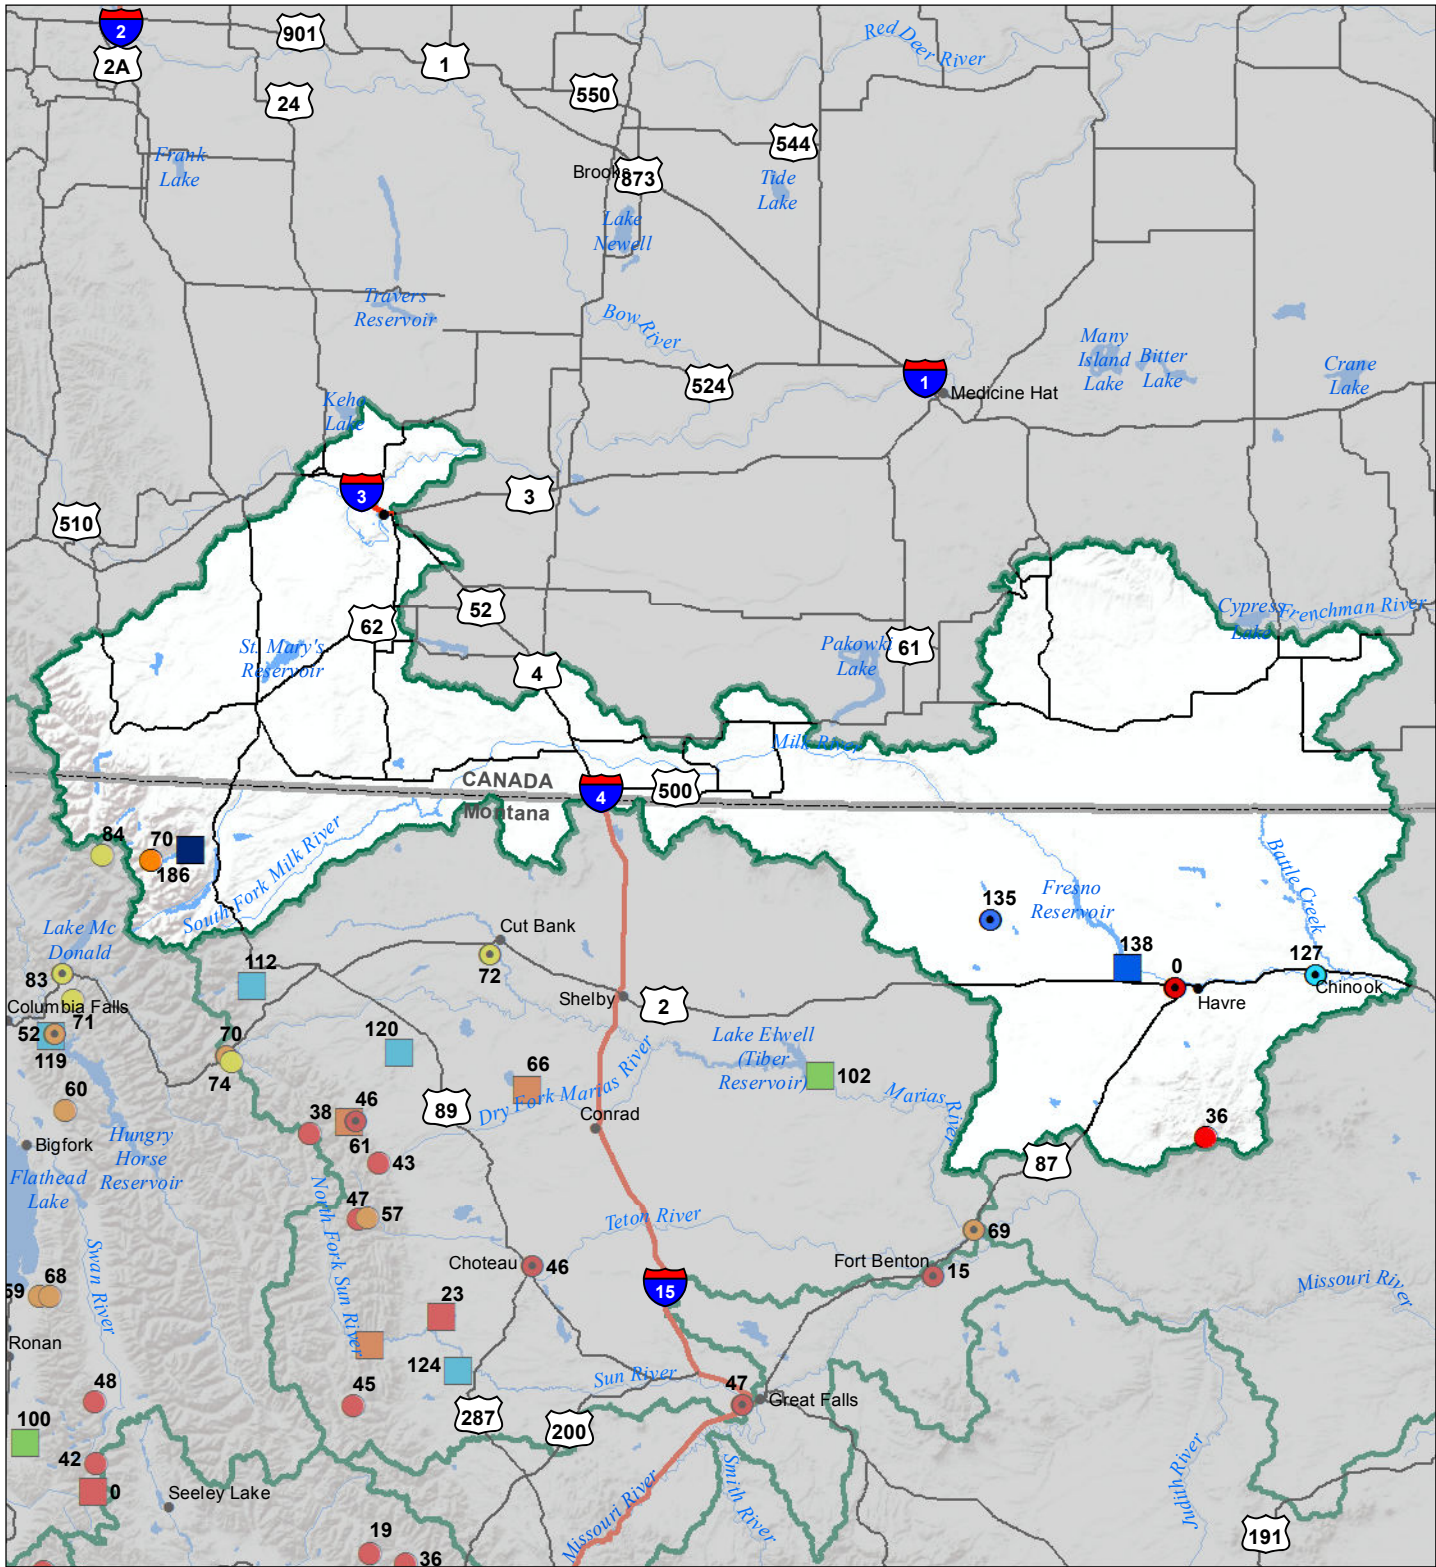 2
901
2A
1
Red Deer River
24
550
544
Frank
Lake
Brooks
873
Tide
Lake
Lake
Newell
Travers
Reservoir
Bow River
Many
Island
Lake
Bitter
Lake
Crane
Lake
524
1
Medicine Hat
Keho
Lake
3
3
510
52
62
Cypress
Lake
Frenchman River
St. Mary's
Reservoir
Pakowki
Lake
61
4
Milk River
CANADA
4
500
Montana
84
70
186
South Fork Milk River
Battle Creek
Fresno
Reservoir
135
Lake Mc
Donald
Cut Bank
72
138
127
0
Chinook
Havre
112
83
71
Columbia Falls
52
119
Shelby
2
70
74
120
66
Lake Elwell
(Tiber
Reservoir)
102
Marias River
Dry Fork Marias River
60
89
46
38
61
Conrad
36
Bigfork
Hungry
Horse
Reservoir
43
87
Flathead
Lake
47
57
North Fork Sun River
Teton River
69
Swan River
Choteau
46
Fort Benton
15
59
68
23
15
Missouri River
Ronan
124
Sun River
48
45
47
Great Falls
287
200
100
42
0
Seeley Lake
Missouri River
Smith River
Judith River
191
19
36